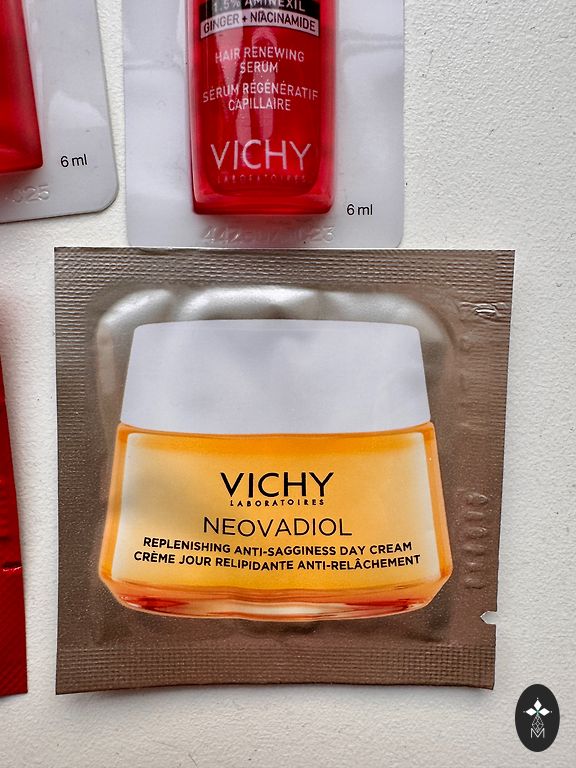 1.5% AMINEXIL
GINGER + NIACINAMIDE
HAIR RENEWING
SERUM
SÉRUM RÉGÉNÉRATIF
CAPILLAIRE
VICHY
LABORATOIRES
6 ml
6 ml
VICHY
LABORATOIRES
NEOVADIOL
REPLENISHING ANTI-SAGGINESS DAY CREAM
CRÈME JOUR RELIPIDANTE ANTI-RELÂCHEMENT